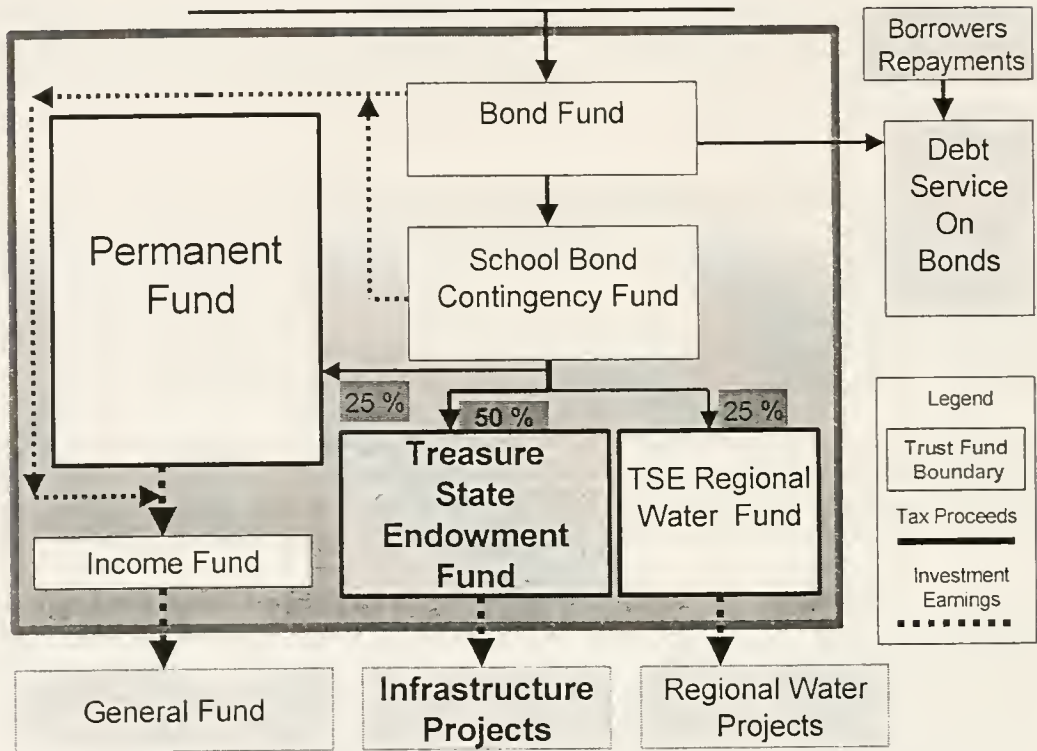 Borrowers
Repayments
Bond Fund
Debt
Service
On
Bonds
Permanent
Fund
School Bond
Contingency Fund
25 %
50 %
25 %
Treasure
State
Endowment
Fund
TSE Regional
Water Fund
Income Fund
Legend
Trust Fund
Boundary
Tax Proceeds
Investment
Earnings
General Fund
Infrastructure
Projects
Regional Water
Projects